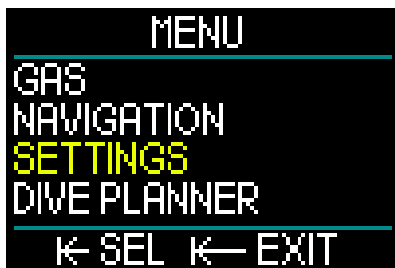 MENU
GAS
NAVIGATION
SETTINGS
DIVE PLANNER
SEL EXIT